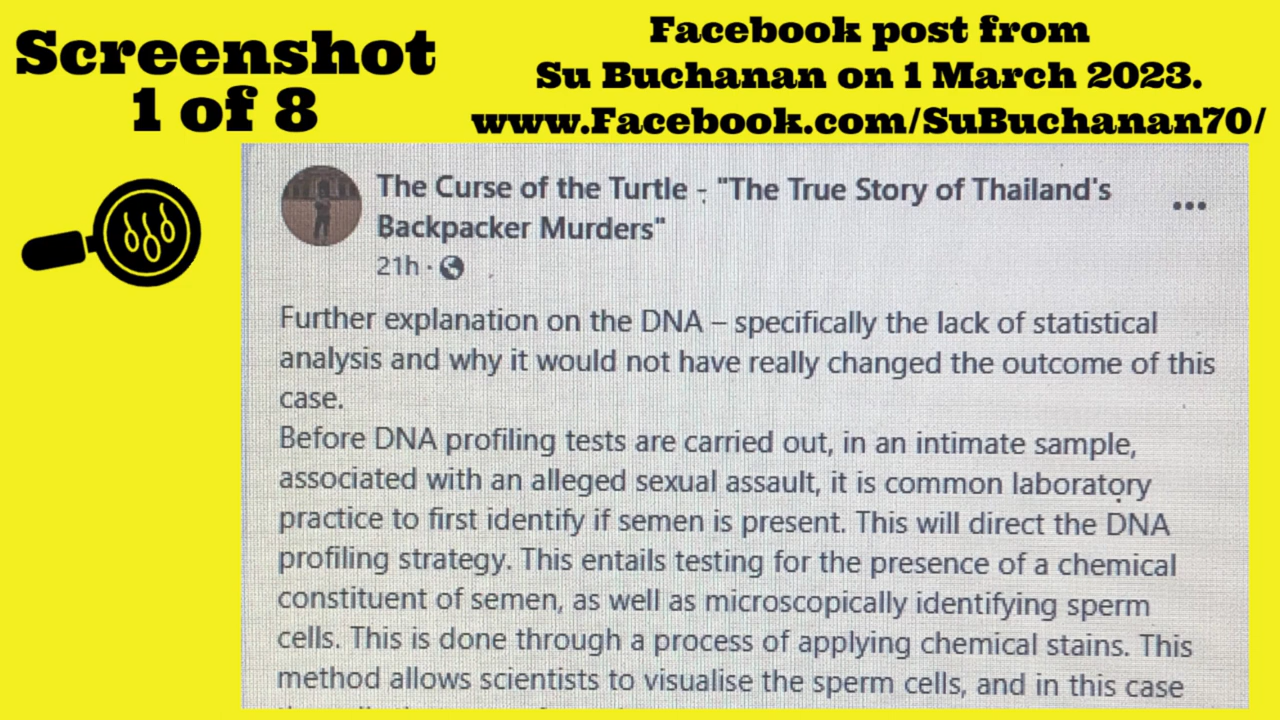 Screenshot
1 of 8
Facebook post from
Su Buchanan on 1 March 2023.
www.Facebook.com/SuBuchanan70/
The Curse of the Turtle - "The True Story of Thailand's
Backpacker Murders"
21h ·
Further explanation on the DNA – specifically the lack of statistical
analysis and why it would not have really changed the outcome of this
case.
Before DNA profiling tests are carried out, in an intimate sample,
associated with an alleged sexual assault, it is common laboratory
practice to first identify if semen is present. This will direct the DNA
profiling strategy. This entails testing for the presence of a chemical
constituent of semen, as well as microscopically identifying sperm
cells. This is done through a process of applying chemical stains. This
method allows scientists to visualise the sperm cells, and in this case